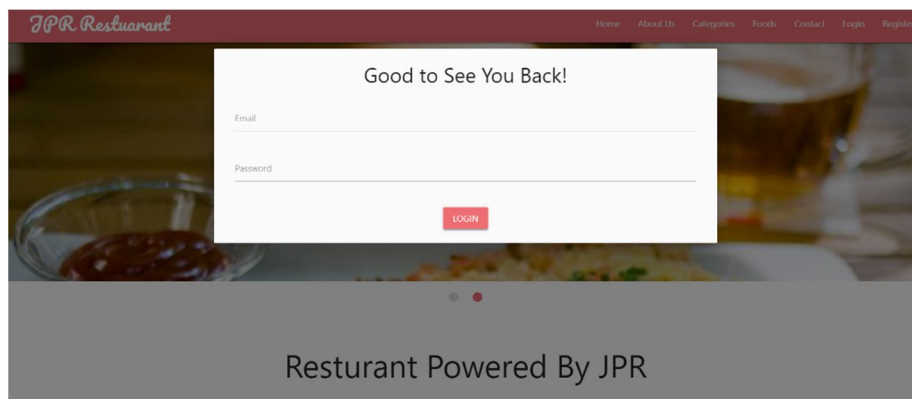 JPR Restuarant
Home About Us Categories Foods Contact Login Register
Good to See You Back!
Email
Password
LOGIN
Resturant Powered By JPR